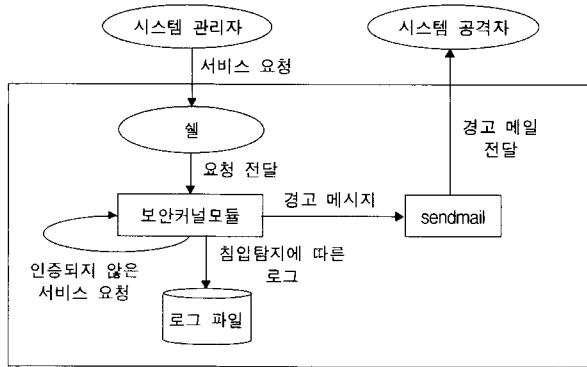 시스템 관리자
시스템 공격자
서비스 요청
쉘
경고 메일
전달
요청 전달
경고 메시지
보안커널모듈
sendmail
침입탐지에 따른
로그
인증되지 않은
서비스 요청
로그 파일